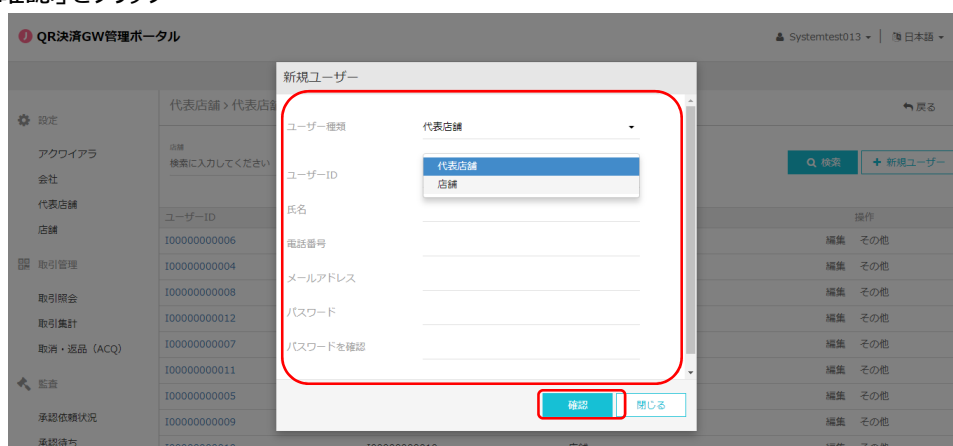 QR決済GW管理ポータル
Systemtest013
日本語
新規ユーザー
設定
代表店舗 > 代表店
戻る
ユーザー種類
代表店舗
アクワイアラ
店舗
検索に入力してください
検索
+ 新規ユーザー
代表店舗
店舗
会社
ユーザーID
代表店舗
氏名
店舗
ユーザーID
操作
電話番号
I00000000006
編集 その他
取引管理
I00000000004
編集 その他
メールアドレス
取引照会
I00000000008
編集 その他
パスワード
取引集計
I00000000012
編集 その他
取消・返品（ACQ）
I00000000007
パスワードを確認
編集 その他
I00000000011
編集 その他
監査
I00000000005
確認
閉じる
編集 その他
承認依頼状況
I00000000009
編集 その他
承認待ち
店舗